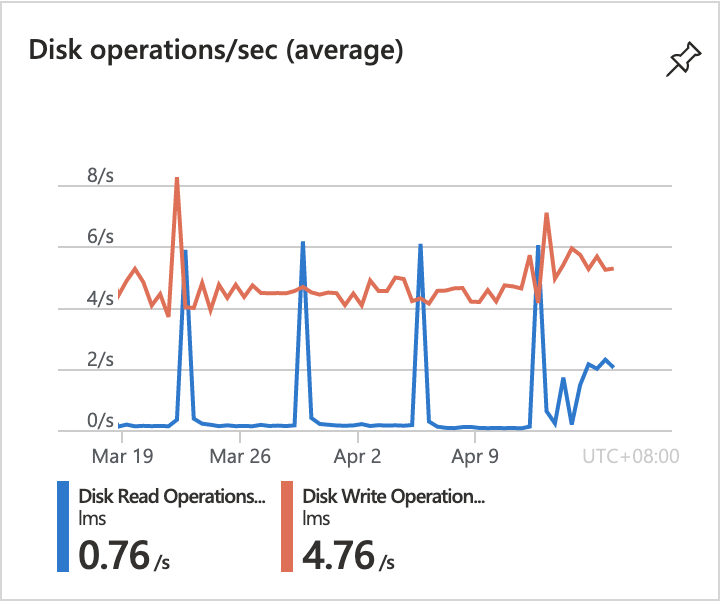 Disk operations/sec (average)
8/s
6/s
4/s
2/s
0/s
Mar 19 Mar 26 Apr 2 Apr 9 UTC+08:00
Disk Read Operations... Disk Write Operation...
lms lms
0.76 /s 4.76 /s